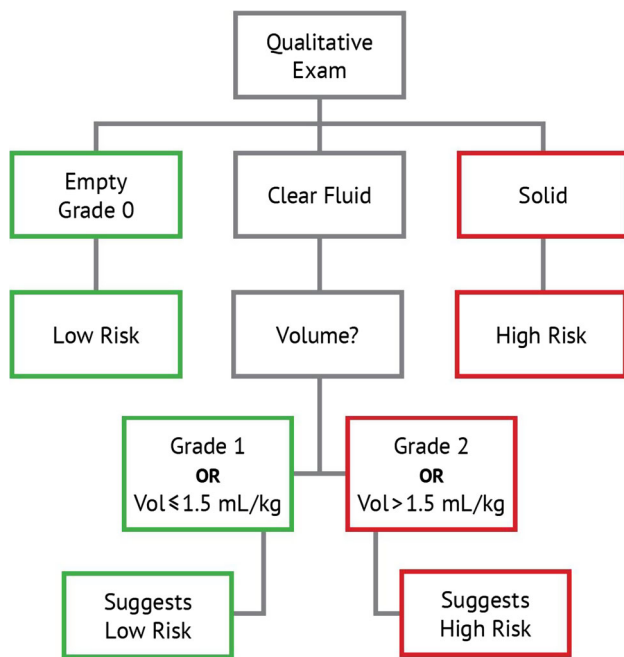 Qualitative
Exam
Empty
Grade 0
Clear Fluid
Solid
Low Risk
Volume?
High Risk
Grade 1
OR
Vol≤1.5 mL/kg
Grade 2
OR
Vol>1.5 mL/kg
Suggests
Low Risk
Suggests
High Risk